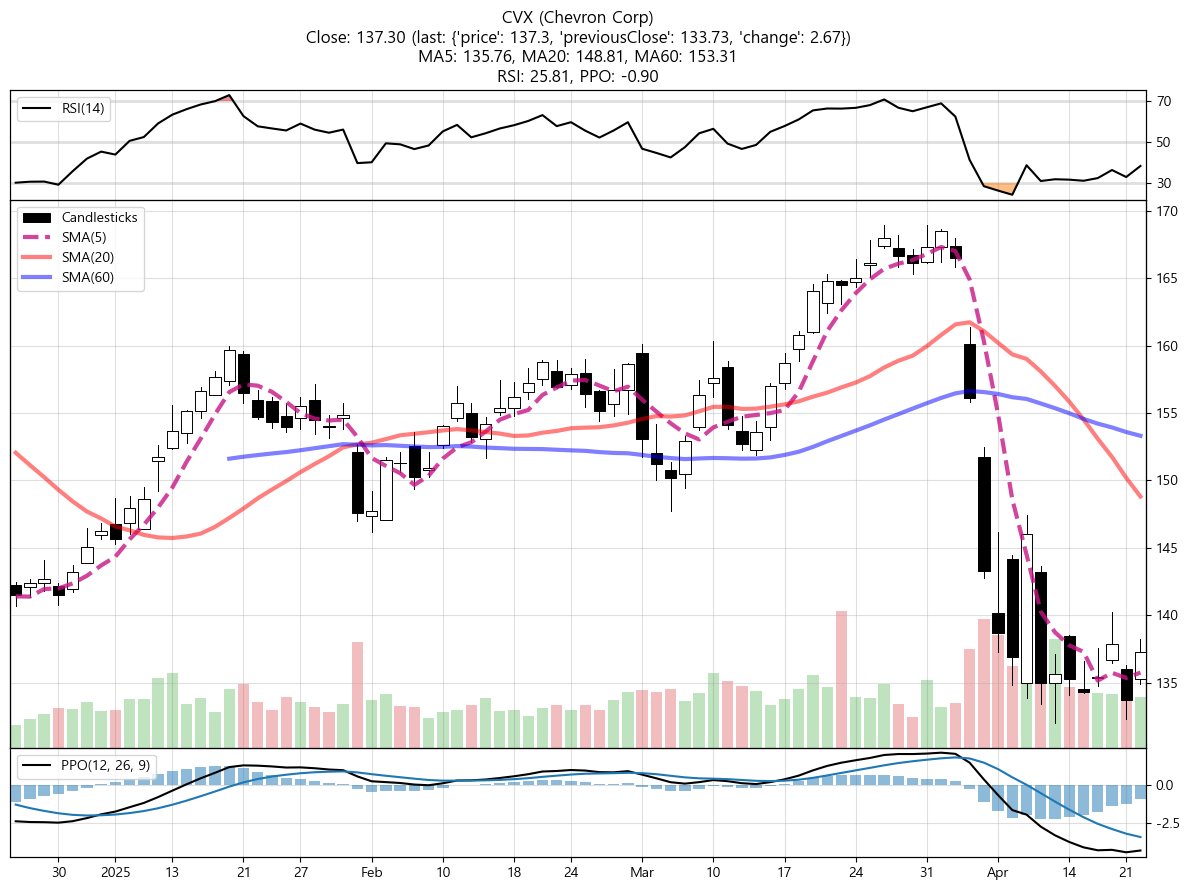 CVX (Chevron Corp)
Close: 137.30 (last: {'price': 137.3, 'previousClose': 133.73, 'change': 2.67})
MA5: 135.76, MA20: 148.81, MA60: 153.31
RSI: 25.81, PPO: -0.90
RSI(14)
70
50
30
Candlesticks
SMA(5)
SMA(20)
SMA(60)
170
165
160
155
150
145
140
135
PPO(12, 26, 9)
0.0
-2.5
30 2025 13 21 27 Feb 10 18 24 Mar 10 17 24 31 Apr 14 21